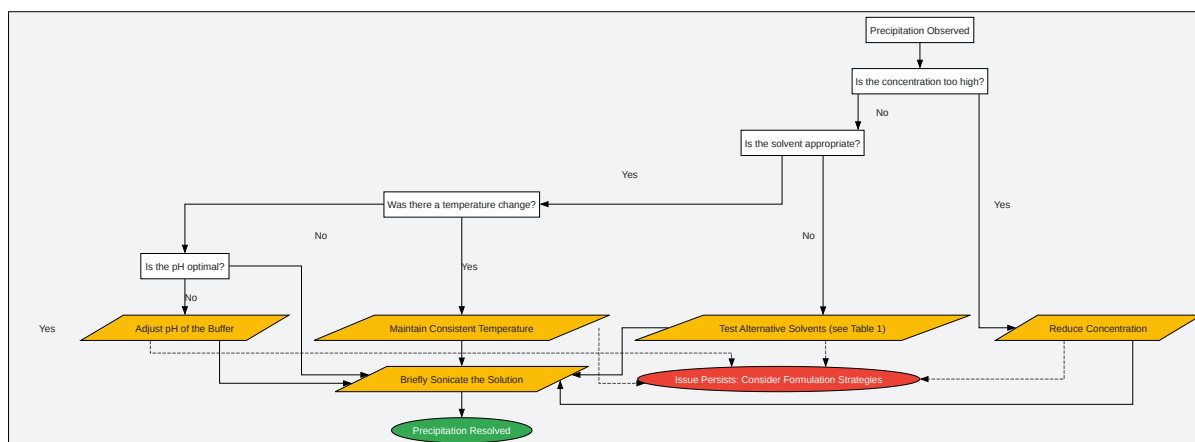 Precipitation Observed
Is the concentration too high?
No
Is the solvent appropriate?
Yes
Was there a temperature change?
Yes
No
No
Is the pH optimal?
Yes
No
Yes
Adjust pH of the Buffer
Maintain Consistent Temperature
Test Alternative Solvents (see Table 1)
Reduce Concentration
Briefly Sonicate the Solution
Issue Persists: Consider Formulation Strategies
Precipitation Resolved